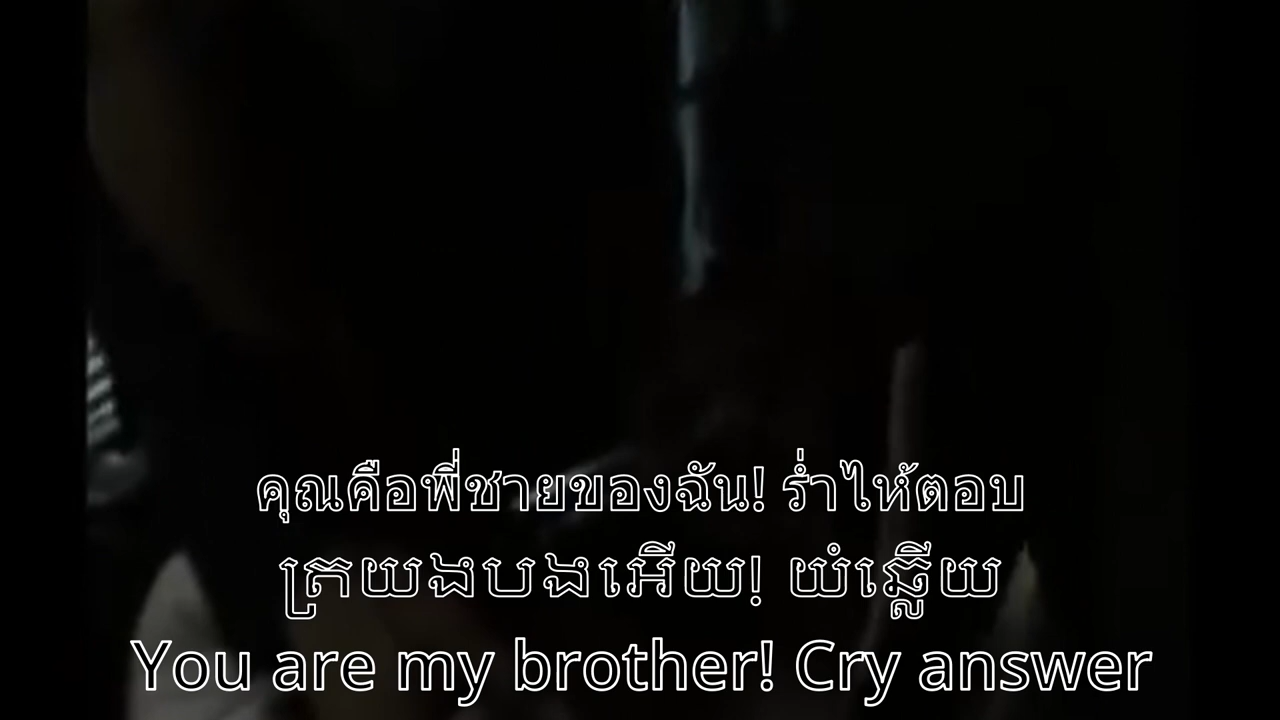 คุณคือพี่ชายของฉัน! ร่ำไห้ตอบ
ត្រយងបងអើយ! យំឆ្លើយ
You are my brother! Cry answer